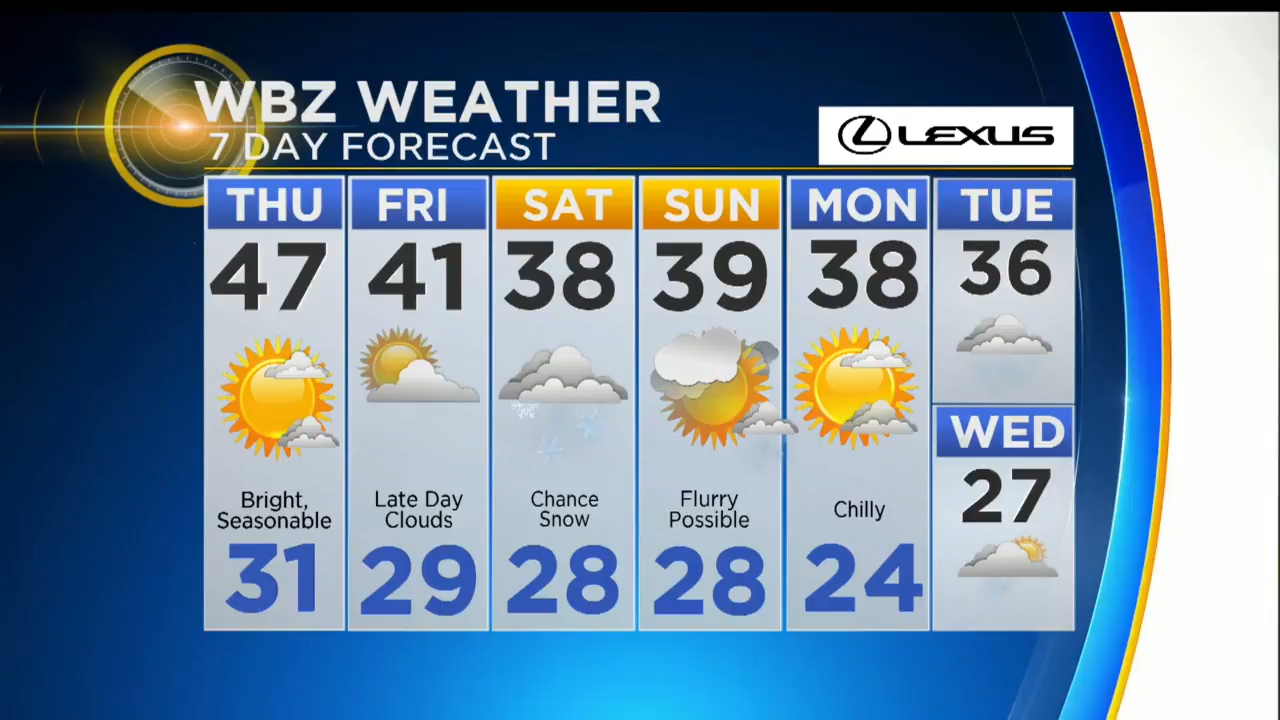 WBZ WEATHER
7 DAY FORECAST
LEXUS
THU
47
Bright,
Seasonable
31
FRI
41
Late Day
Clouds
29
SAT
38
Chance
Snow
28
SUN
39
Flurry
Possible
28
MON
38
Chilly
24
TUE
36
WED
27